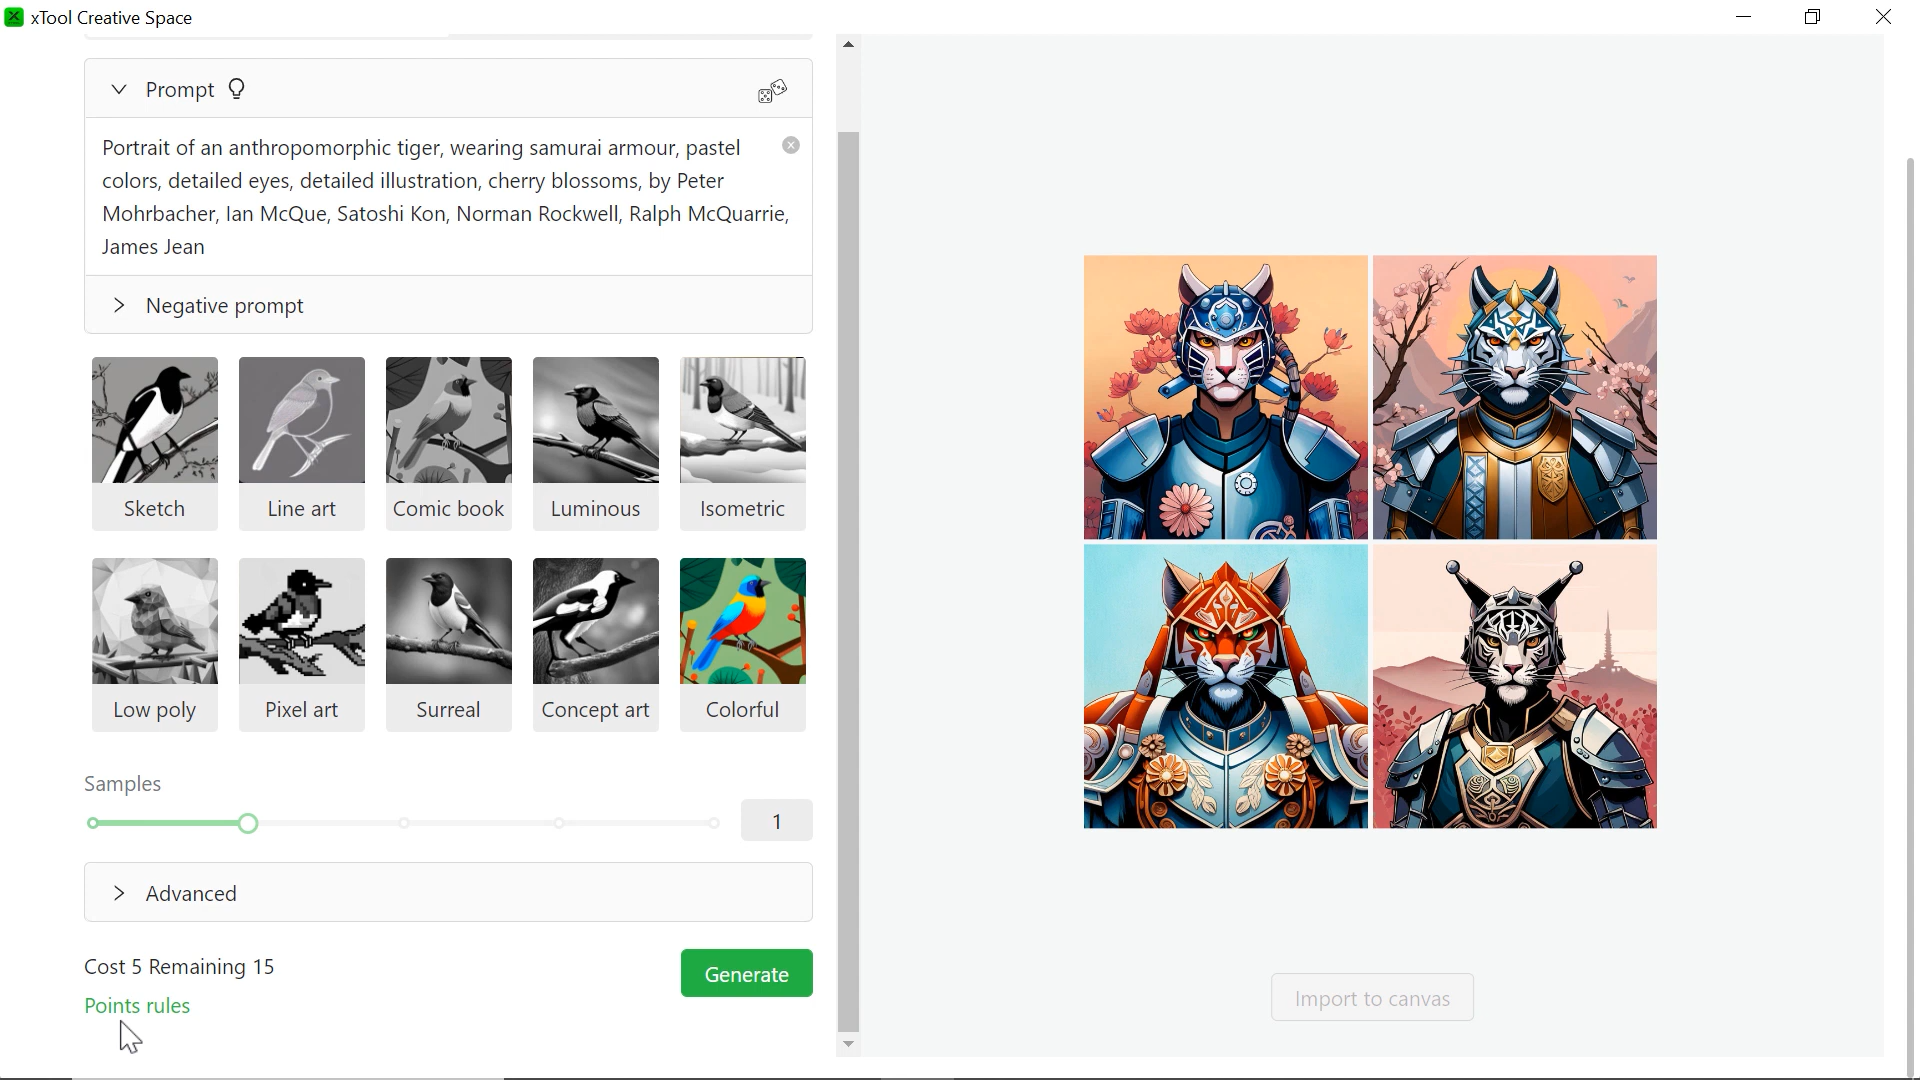 xTool Creative Space
Prompt
Portrait of an anthropomorphic tiger, wearing samurai armour, pastel
colors, detailed eyes, detailed illustration, cherry blossoms, by Peter
Mohrbacher, Ian McQue, Satoshi Kon, Norman Rockwell, Ralph McQuarrie,
James Jean
Negative prompt
Sketch
Line art
Comic book
Luminous
Isometric
Low poly
Pixel art
Surreal
Concept art
Colorful
Samples
1
Advanced
Cost 5 Remaining 15
Generate
Points rules
Import to canvas